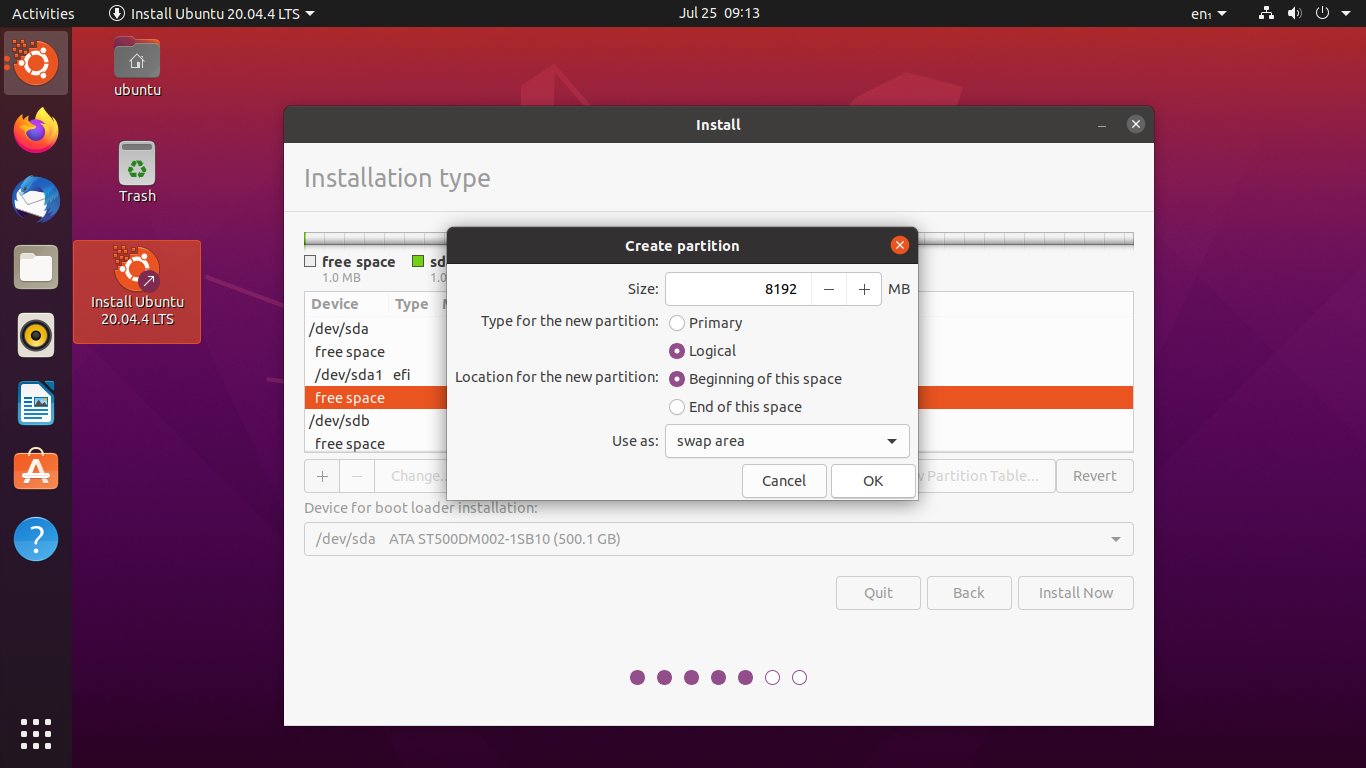 Activities
Install Ubuntu 20.04.4 LTS
Jul 25 09:13
en₁
ubuntu
Trash
Install Ubuntu
20.04.4 LTS
Install
Installation type
free space
1.0 MB
sd
1.0
Device Type M
/dev/sda
free space
/dev/sda1 efi
free space
/dev/sdb
free space
+ − Change... Partition Table... Revert
Device for boot loader installation:
/dev/sda ATA ST500DM002-1SB10 (500.1 GB)
Quit Back Install Now
Create partition
Size: 8192 − + MB
Type for the new partition: Primary
Logical
Location for the new partition: Beginning of this space
End of this space
Use as: swap area
Cancel OK